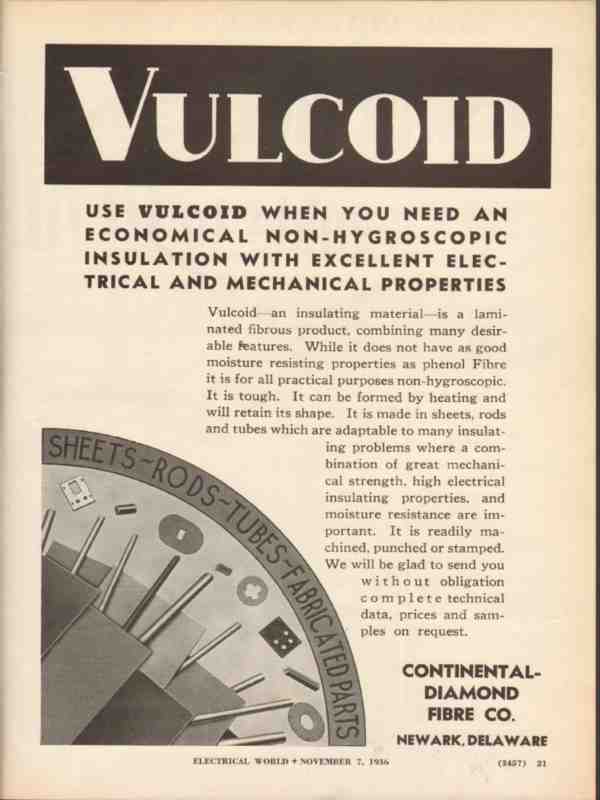 VULCOID
USE VULCOID WHEN YOU NEED AN
ECONOMICAL NON-HYGROSCOPIC
INSULATION WITH EXCELLENT ELEC-
TRICAL AND MECHANICAL PROPERTIES
Vulcoid—an insulating material—is a lami-
nated fibrous product, combining many desir-
able features. While it does not have as good
moisture resisting properties as phenol Fibre
it is for all practical purposes non-hygroscopic.
It is tough. It can be formed by heating and
will retain its shape. It is made in sheets, rods
and tubes which are adaptable to many insulat-
ing problems where a com-
bination of great mechani-
cal strength, high electrical
insulating properties, and
moisture resistance are im-
portant. It is readily ma-
chined, punched or stamped.
We will be glad to send you
without obligation
complete technical
data, prices and sam-
ples on request.
SHEETS~RODS~TUBES~FABRICATED PARTS
CONTINENTAL-
DIAMOND
FIBRE CO.
NEWARK, DELAWARE
ELECTRICAL WORLD ✦ NOVEMBER 7, 1936
(3457) 21